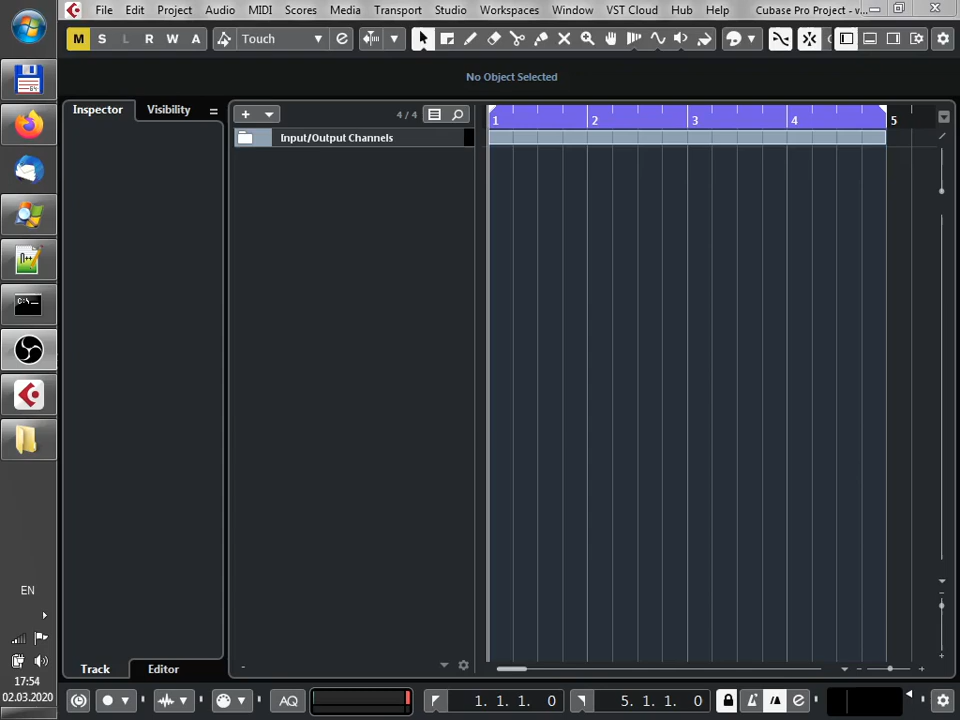 File Edit Project Audio MIDI Scores Media Transport Studio Workspaces Window VST Cloud Hub Help Cubase Pro Project - v...
M S L R W A Touch
No Object Selected
Inspector Visibility
4 / 4
1 2 3 4 5
Input/Output Channels
EN
Track Editor
17:54
02.03.2020
AQ
1. 1. 1. 0
5. 1. 1. 0